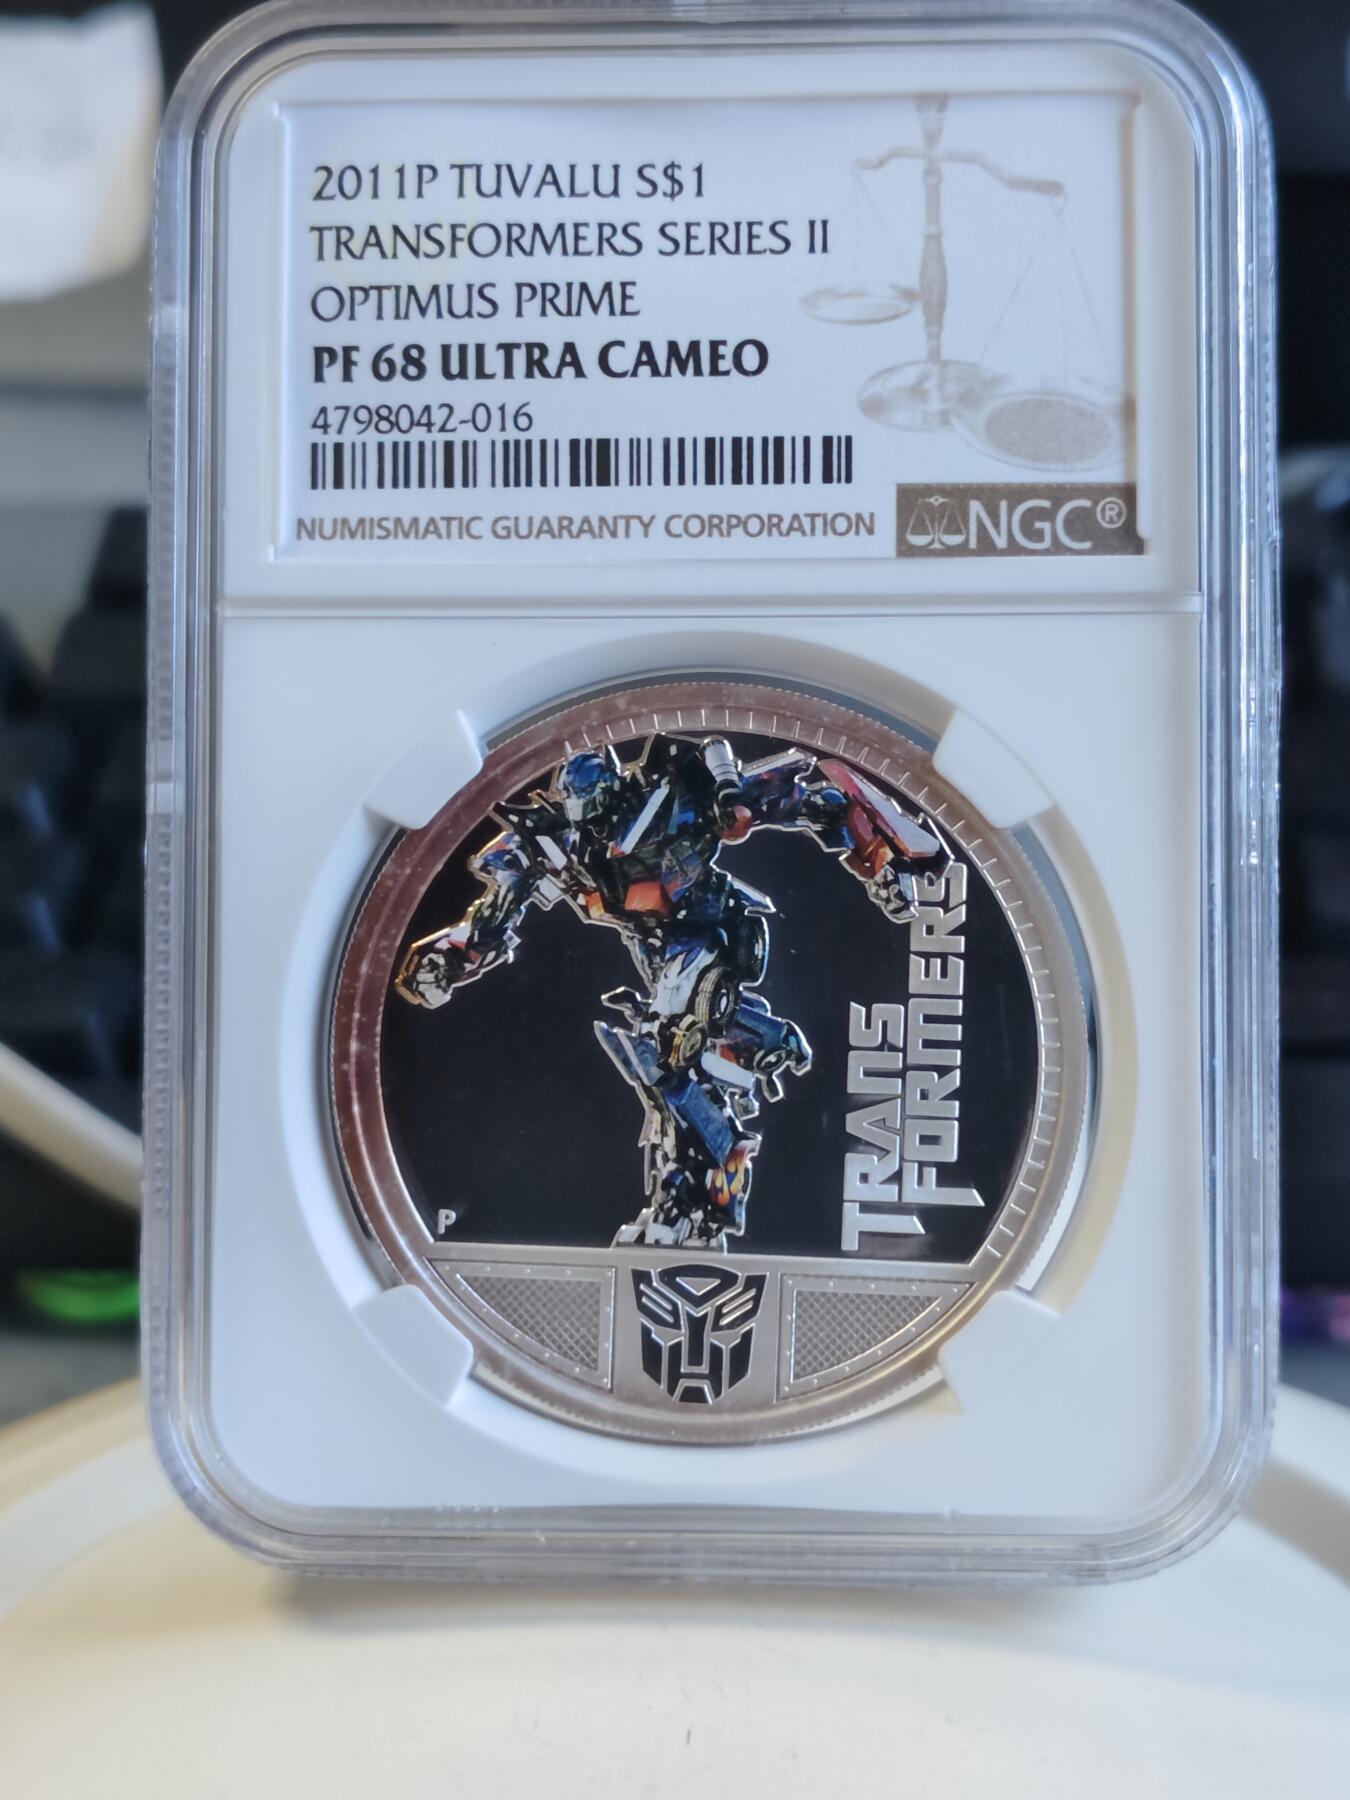 2011P TUVALU S$1
TRANSFORMERS SERIES II
OPTIMUS PRIME
PF 68 ULTRA CAMEO
4798042-016
NUMISMATIC GUARANTY CORPORATION
NGC®
TRANS
FORMERS
P